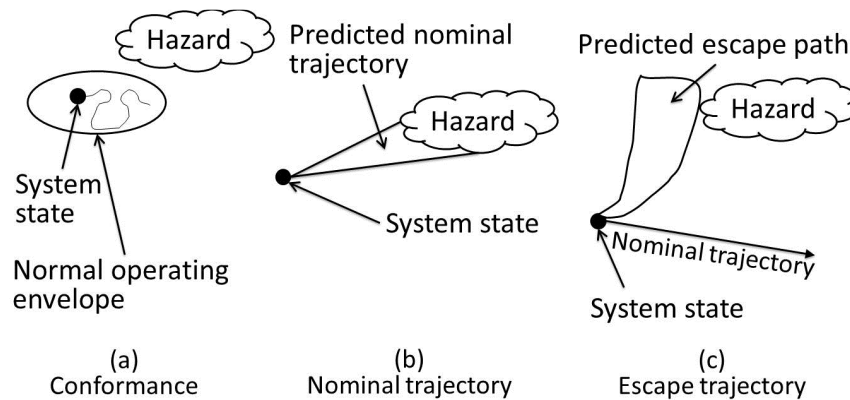 Hazard
System
state
Normal operating
envelope
(a)
Conformance
Predicted nominal
trajectory
Hazard
System state
(b)
Nominal trajectory
Predicted escape path
Hazard
Nominal trajectory
System state
(c)
Escape trajectory